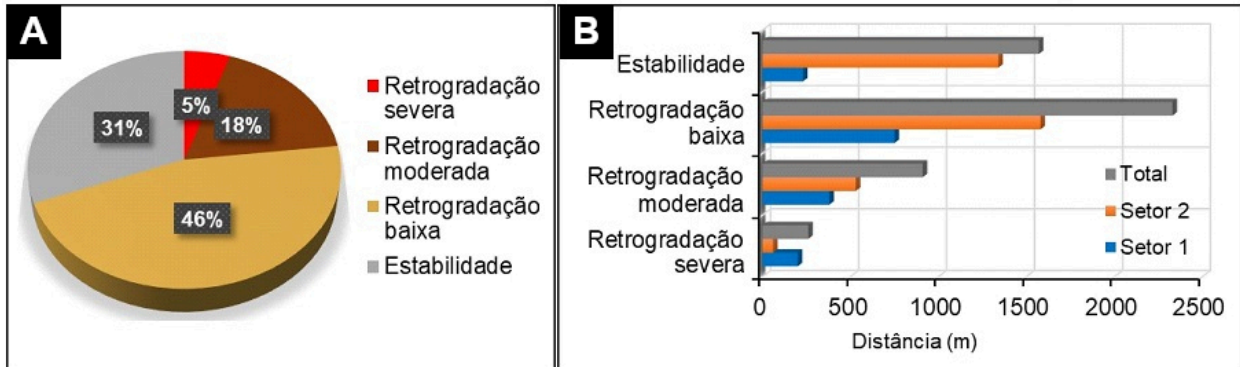 A
5%
18%
31%
46%
Retrogradação
severa
Retrogradação
moderada
Retrogradação
baixa
Estabilidade
B
Estabilidade
Retrogradação
baixa
Retrogradação
moderada
Retrogradação
severa
Total
Setor 2
Setor 1
0 500 1000 1500 2000 2500
Distância (m)